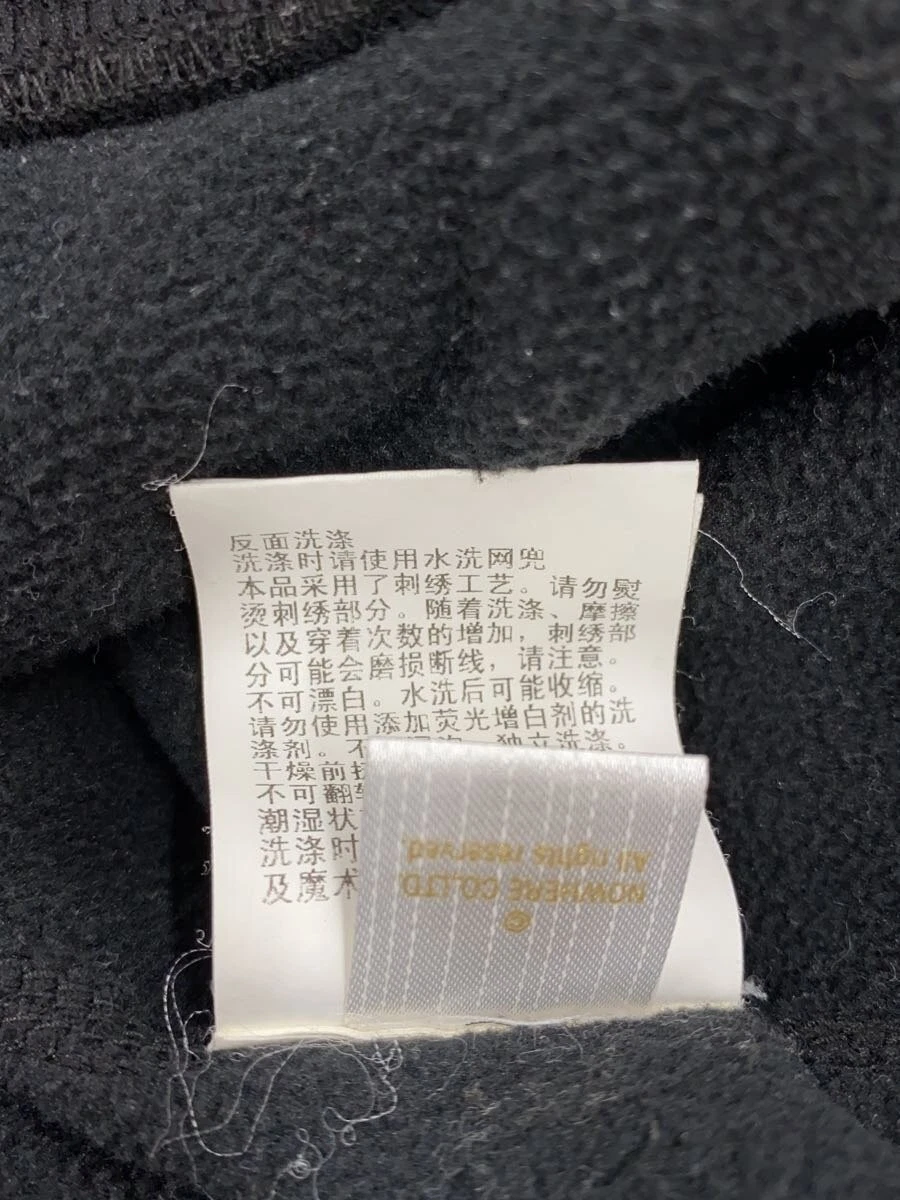 反面洗涤
洗涤时请使用水洗网兜
本品采用了刺绣工艺。请勿熨
烫刺绣部分。随着洗涤、摩擦
以及穿着次数的增加，刺绣部
分可能会磨损断线，请注意。
不可漂白。水洗后可能收缩。
请勿使用添加荧光增白剂的洗
涤剂。不 独立洗涤。
干燥前
不可翻
潮湿状
洗涤时
及魔术
©
NOWHERE CO.LTD
All rights reserved